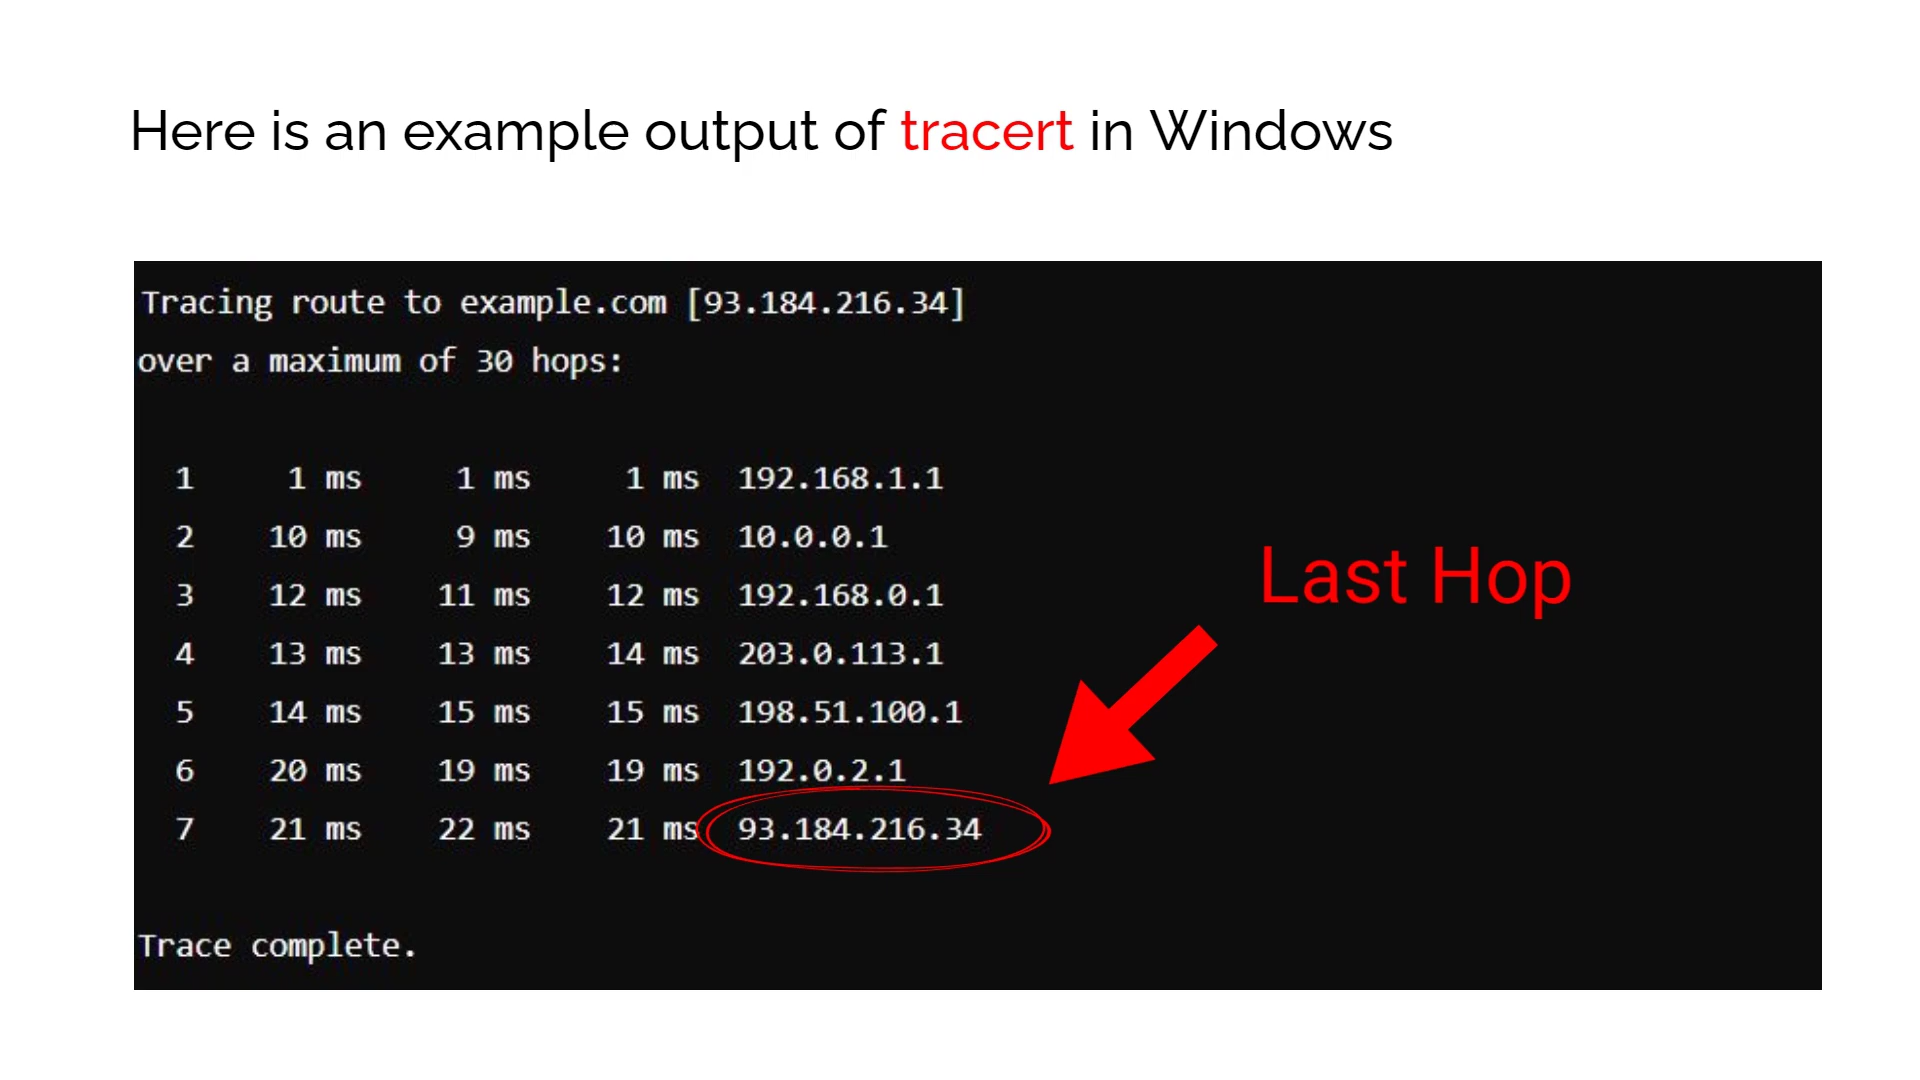 Here is an example output of tracert in Windows
Tracing route to example.com [93.184.216.34]
over a maximum of 30 hops:
1 1 ms 1 ms 1 ms 192.168.1.1
2 10 ms 9 ms 10 ms 10.0.0.1
3 12 ms 11 ms 12 ms 192.168.0.1
4 13 ms 13 ms 14 ms 203.0.113.1
5 14 ms 15 ms 15 ms 198.51.100.1
6 20 ms 19 ms 19 ms 192.0.2.1
7 21 ms 22 ms 21 ms 93.184.216.34
Last Hop
Trace complete.